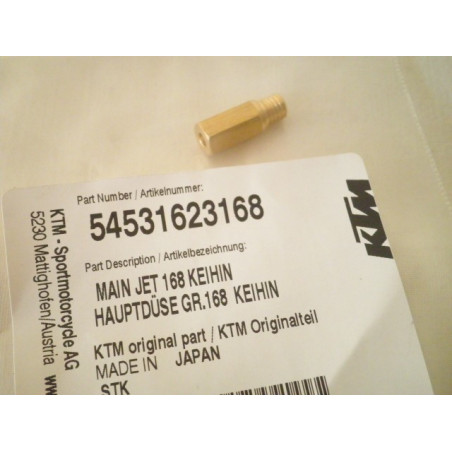 Part Number / Artikelnummer:
54531623168
Part Description / Artikelbezeichnung:
MAIN JET 168 KEIHIN
HAUPTDÜSE GR.168 KEIHIN
KTM original part / KTM Originalteil
MADE IN JAPAN
STK
KTM - Sportmotorcycle AG
5230 Mattighofen/Austria
KTM